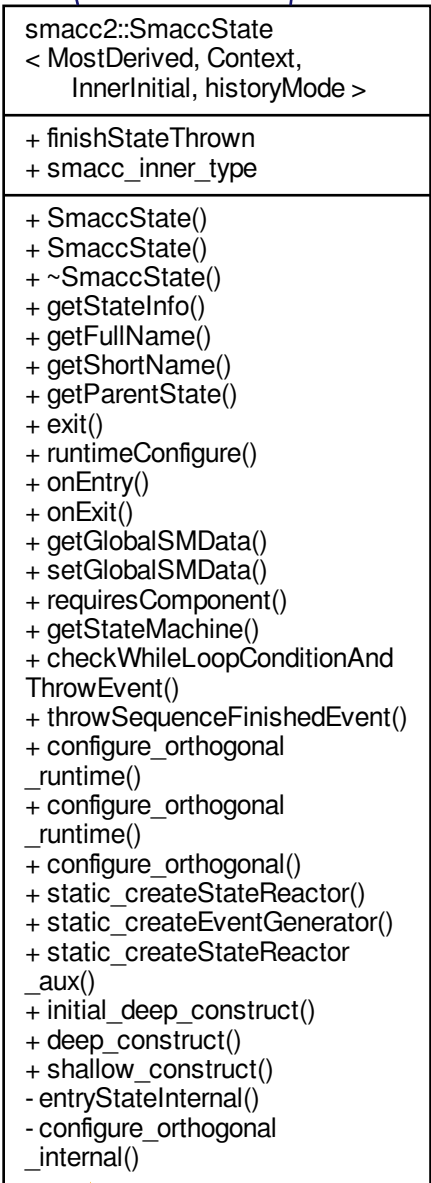 smacc2::SmaccState
< MostDerived, Context,
InnerInitial, historyMode >
+ finishStateThrown
+ smacc_inner_type
+ SmaccState()
+ SmaccState()
+ ~SmaccState()
+ getStateInfo()
+ getFullName()
+ getShortName()
+ getParentState()
+ exit()
+ runtimeConfigure()
+ onEntry()
+ onExit()
+ getGlobalSMData()
+ setGlobalSMData()
+ requiresComponent()
+ getStateMachine()
+ checkWhileLoopConditionAnd
ThrowEvent()
+ throwSequenceFinishedEvent()
+ configure_orthogonal
_runtime()
+ configure_orthogonal
_runtime()
+ configure_orthogonal()
+ static_createStateReactor()
+ static_createEventGenerator()
+ static_createStateReactor
_aux()
+ initial_deep_construct()
+ deep_construct()
+ shallow_construct()
- entryStateInternal()
- configure_orthogonal
_internal()